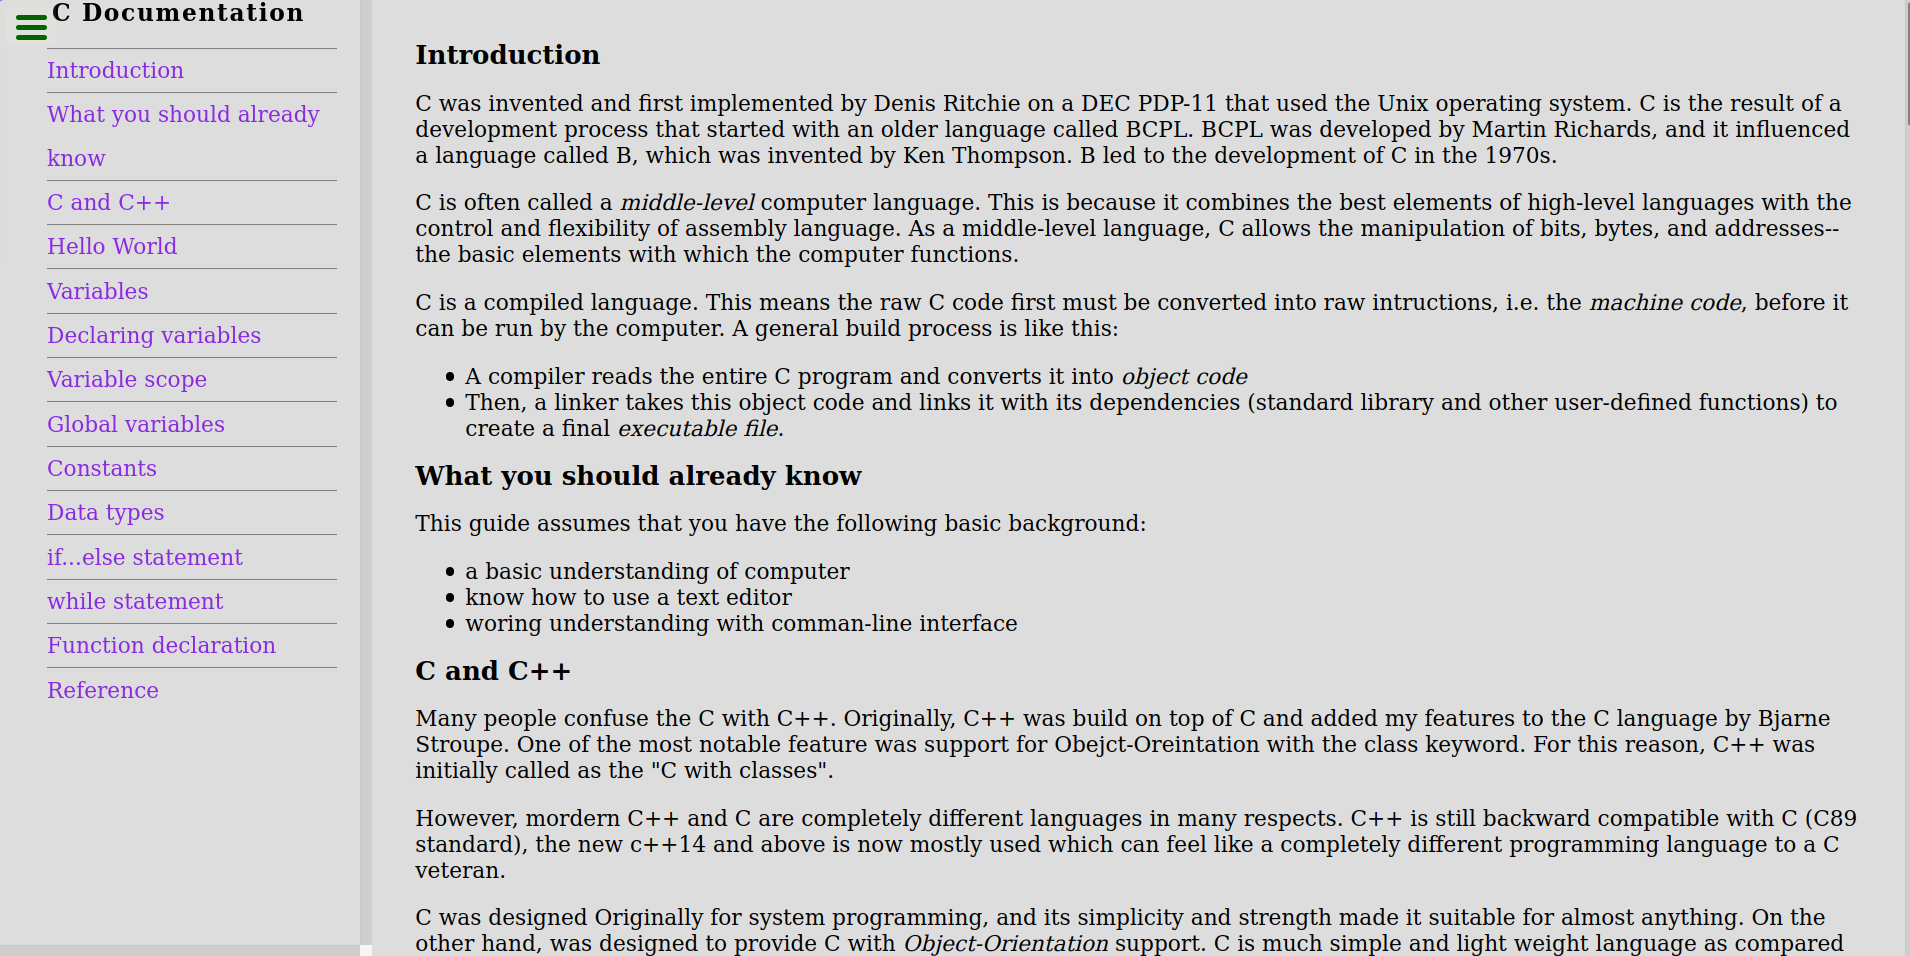 C Documentation
Introduction
What you should already
know
C and C++
Hello World
Variables
Declaring variables
Variable scope
Global variables
Constants
Data types
if...else statement
while statement
Function declaration
Reference
Introduction
C was invented and first implemented by Denis Ritchie on a DEC PDP-11 that used the Unix operating system. C is the result of a
development process that started with an older language called BCPL. BCPL was developed by Martin Richards, and it influenced
a language called B, which was invented by Ken Thompson. B led to the development of C in the 1970s.
C is often called a middle-level computer language. This is because it combines the best elements of high-level languages with the
control and flexibility of assembly language. As a middle-level language, C allows the manipulation of bits, bytes, and addresses--
the basic elements with which the computer functions.
C is a compiled language. This means the raw C code first must be converted into raw intructions, i.e. the machine code, before it
can be run by the computer. A general build process is like this:
• A compiler reads the entire C program and converts it into object code
• Then, a linker takes this object code and links it with its dependencies (standard library and other user-defined functions) to
create a final executable file.
What you should already know
This guide assumes that you have the following basic background:
• a basic understanding of computer
• know how to use a text editor
• woring understanding with comman-line interface
C and C++
Many people confuse the C with C++. Originally, C++ was build on top of C and added my features to the C language by Bjarne
Stroupe. One of the most notable feature was support for Obejct-Oreintation with the class keyword. For this reason, C++ was
initially called as the "C with classes".
However, mordern C++ and C are completely different languages in many respects. C++ is still backward compatible with C (C89
standard), the new c++14 and above is now mostly used which can feel like a completely different programming language to a C
veteran.
C was designed Originally for system programming, and its simplicity and strength made it suitable for almost anything. On the
other hand, was designed to provide C with Object-Orientation support. C is much simple and light weight language as compared